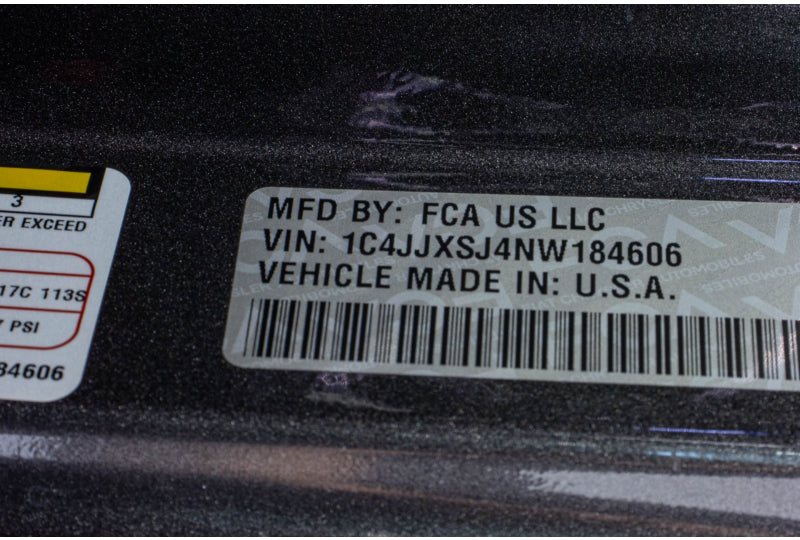 3
ER EXCEED
17C 113S
PSI
84606
MFD BY: FCA US LLC
VIN: 1C4JJXSJ4NW184606
VEHICLE MADE IN: U.S.A.